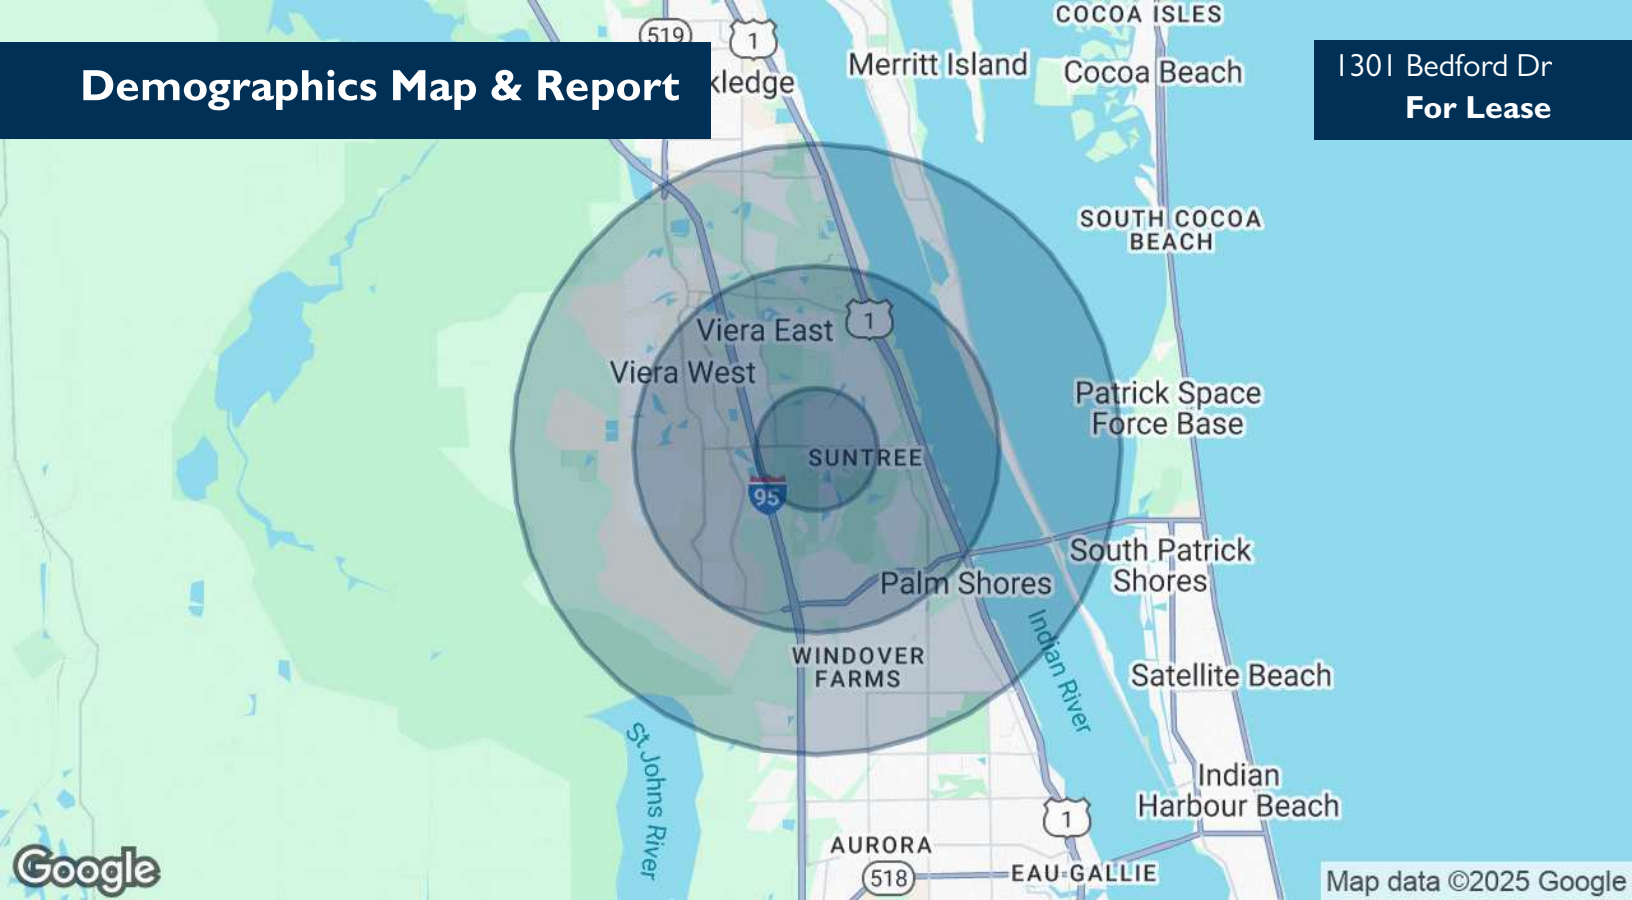 COCOA ISLES
519
1
Merritt Island
Cocoa Beach
kledge
Demographics Map & Report
1301 Bedford Dr
For Lease
SOUTH COCOA
BEACH
Viera East
1
Viera West
Patrick Space
Force Base
SUNTREE
95
South Patrick
Shores
Palm Shores
Indian River
WINDOVER
FARMS
Satellite Beach
St Johns River
Indian
Harbour Beach
1
AURORA
518
EAU GALLIE
Google
Map data ©2025 Google